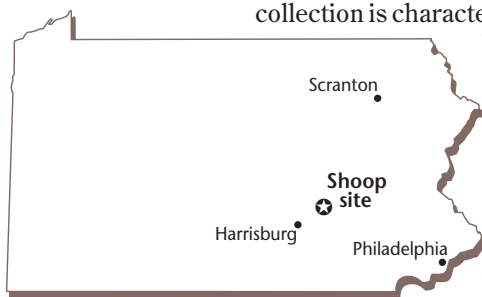 collection is characte
Scranton
Shoop
site
Harrisburg
Philadelphia